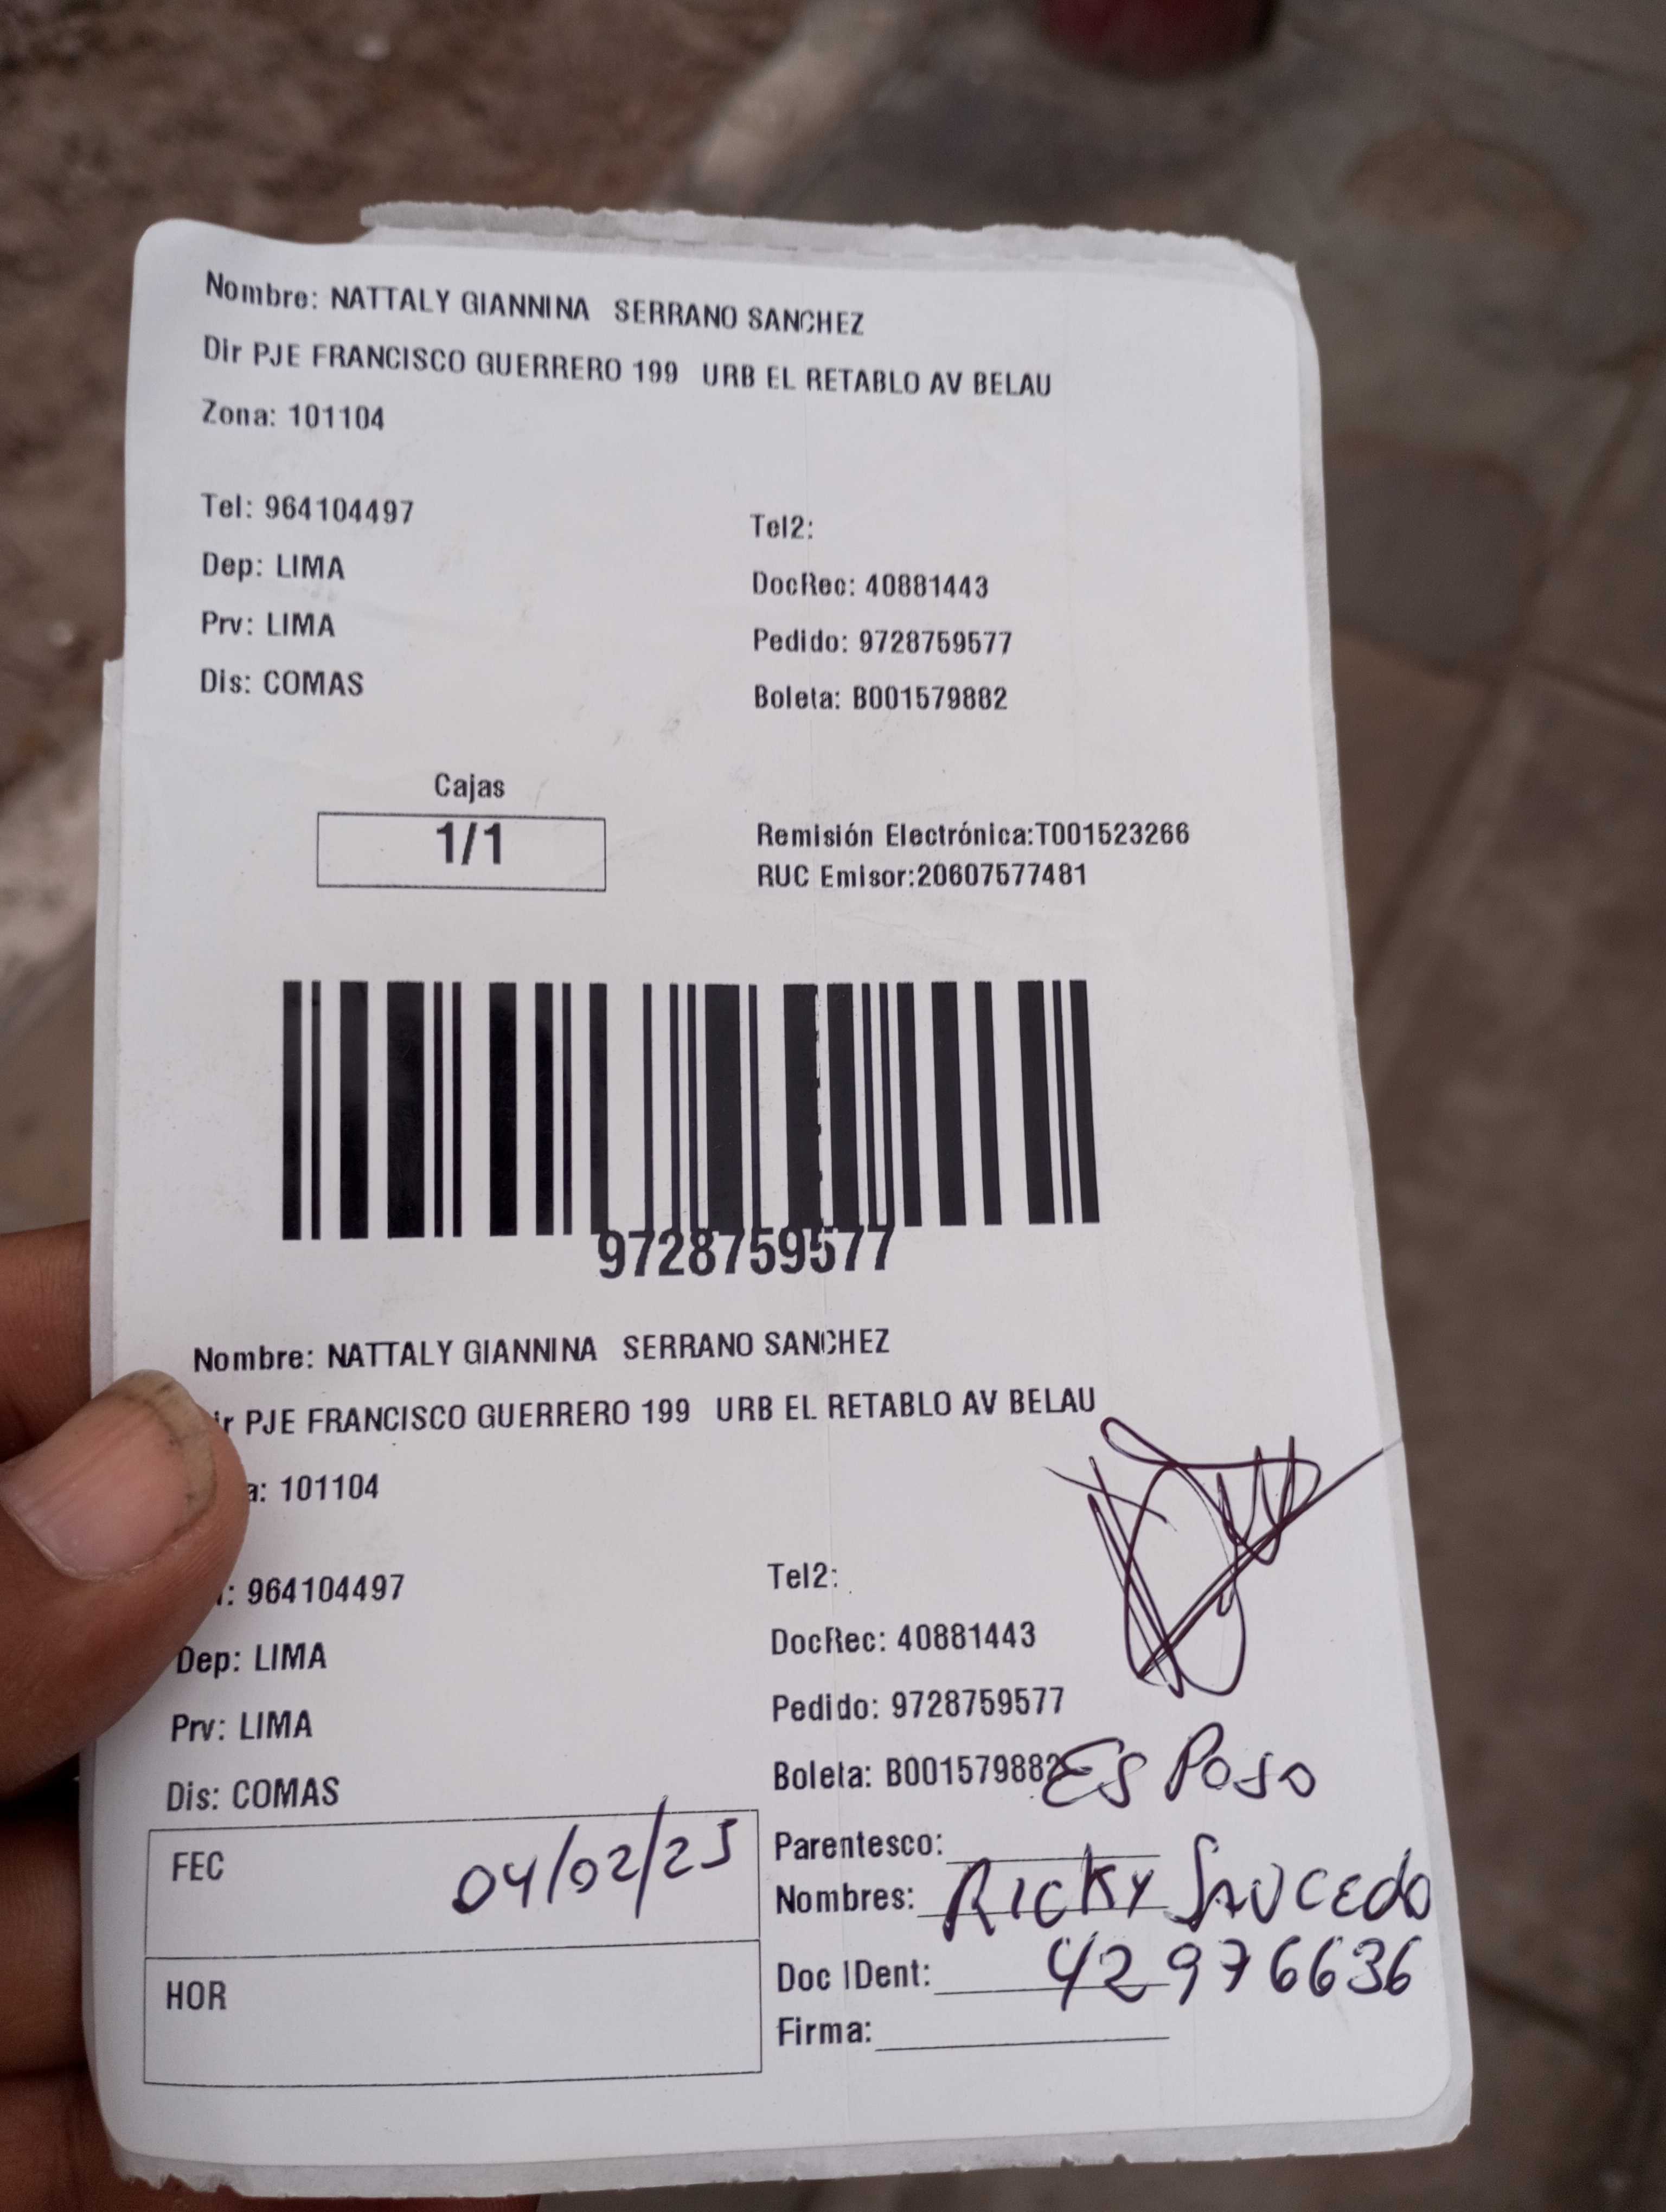 Nombre: NATTALY GIANNINA SERRANO SANCHEZ
Dir PJE FRANCISCO GUERRERO 199 URB EL RETABLO AV BELAU
Zona: 101104
Tel: 964104497 Tel2:
Dep: LIMA DocRec: 40881443
Prv: LIMA Pedido: 9728759577
Dis: COMAS Boleta: B001579882
Cajas
1/1
Remisión Electrónica:T001523266
RUC Emisor:20607577481
9728759577
Nombre: NATTALY GIANNINA SERRANO SANCHEZ
ir PJE FRANCISCO GUERRERO 199 URB EL RETABLO AV BELAU
a: 101104
: 964104497 Tel2:
Dep: LIMA DocRec: 40881443
Prv: LIMA Pedido: 9728759577
Dis: COMAS Boleta: B001579882
Esposo
FEC 04/02/25 Parentesco:
Nombres: Ricky Saucedo
HOR Doc IDent: 42976636
Firma: